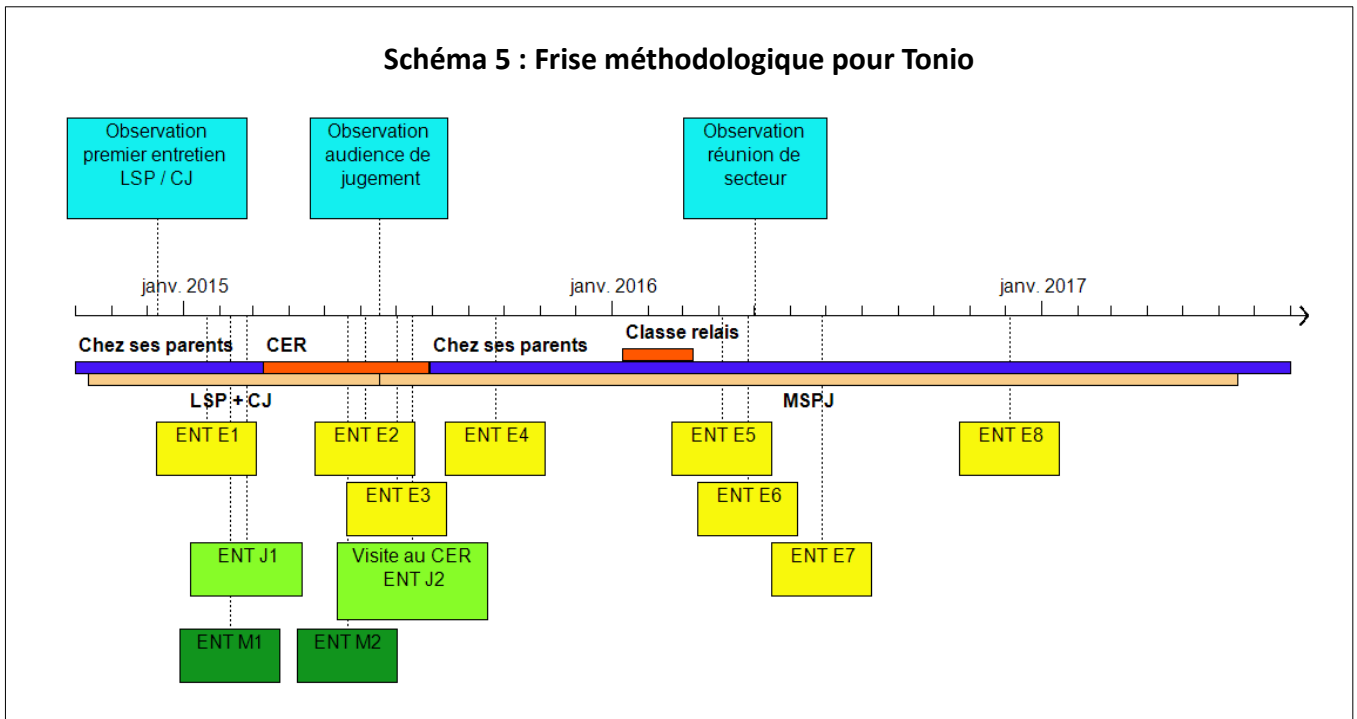 Schéma 5 : Frise méthodologique pour Tonio
Observation
premier entretien
LSP / CJ
Observation
audience de
jugement
Observation
réunion de
secteur
janv. 2015
janv. 2016
janv. 2017
Chez ses parents
CER
Chez ses parents
Classe relais
LSP + CJ
MSPJ
ENT E1
ENT E2
ENT E4
ENT E5
ENT E8
ENT E3
ENT E6
ENT J1
Visite au CER
ENT J2
ENT E7
ENT M1
ENT M2